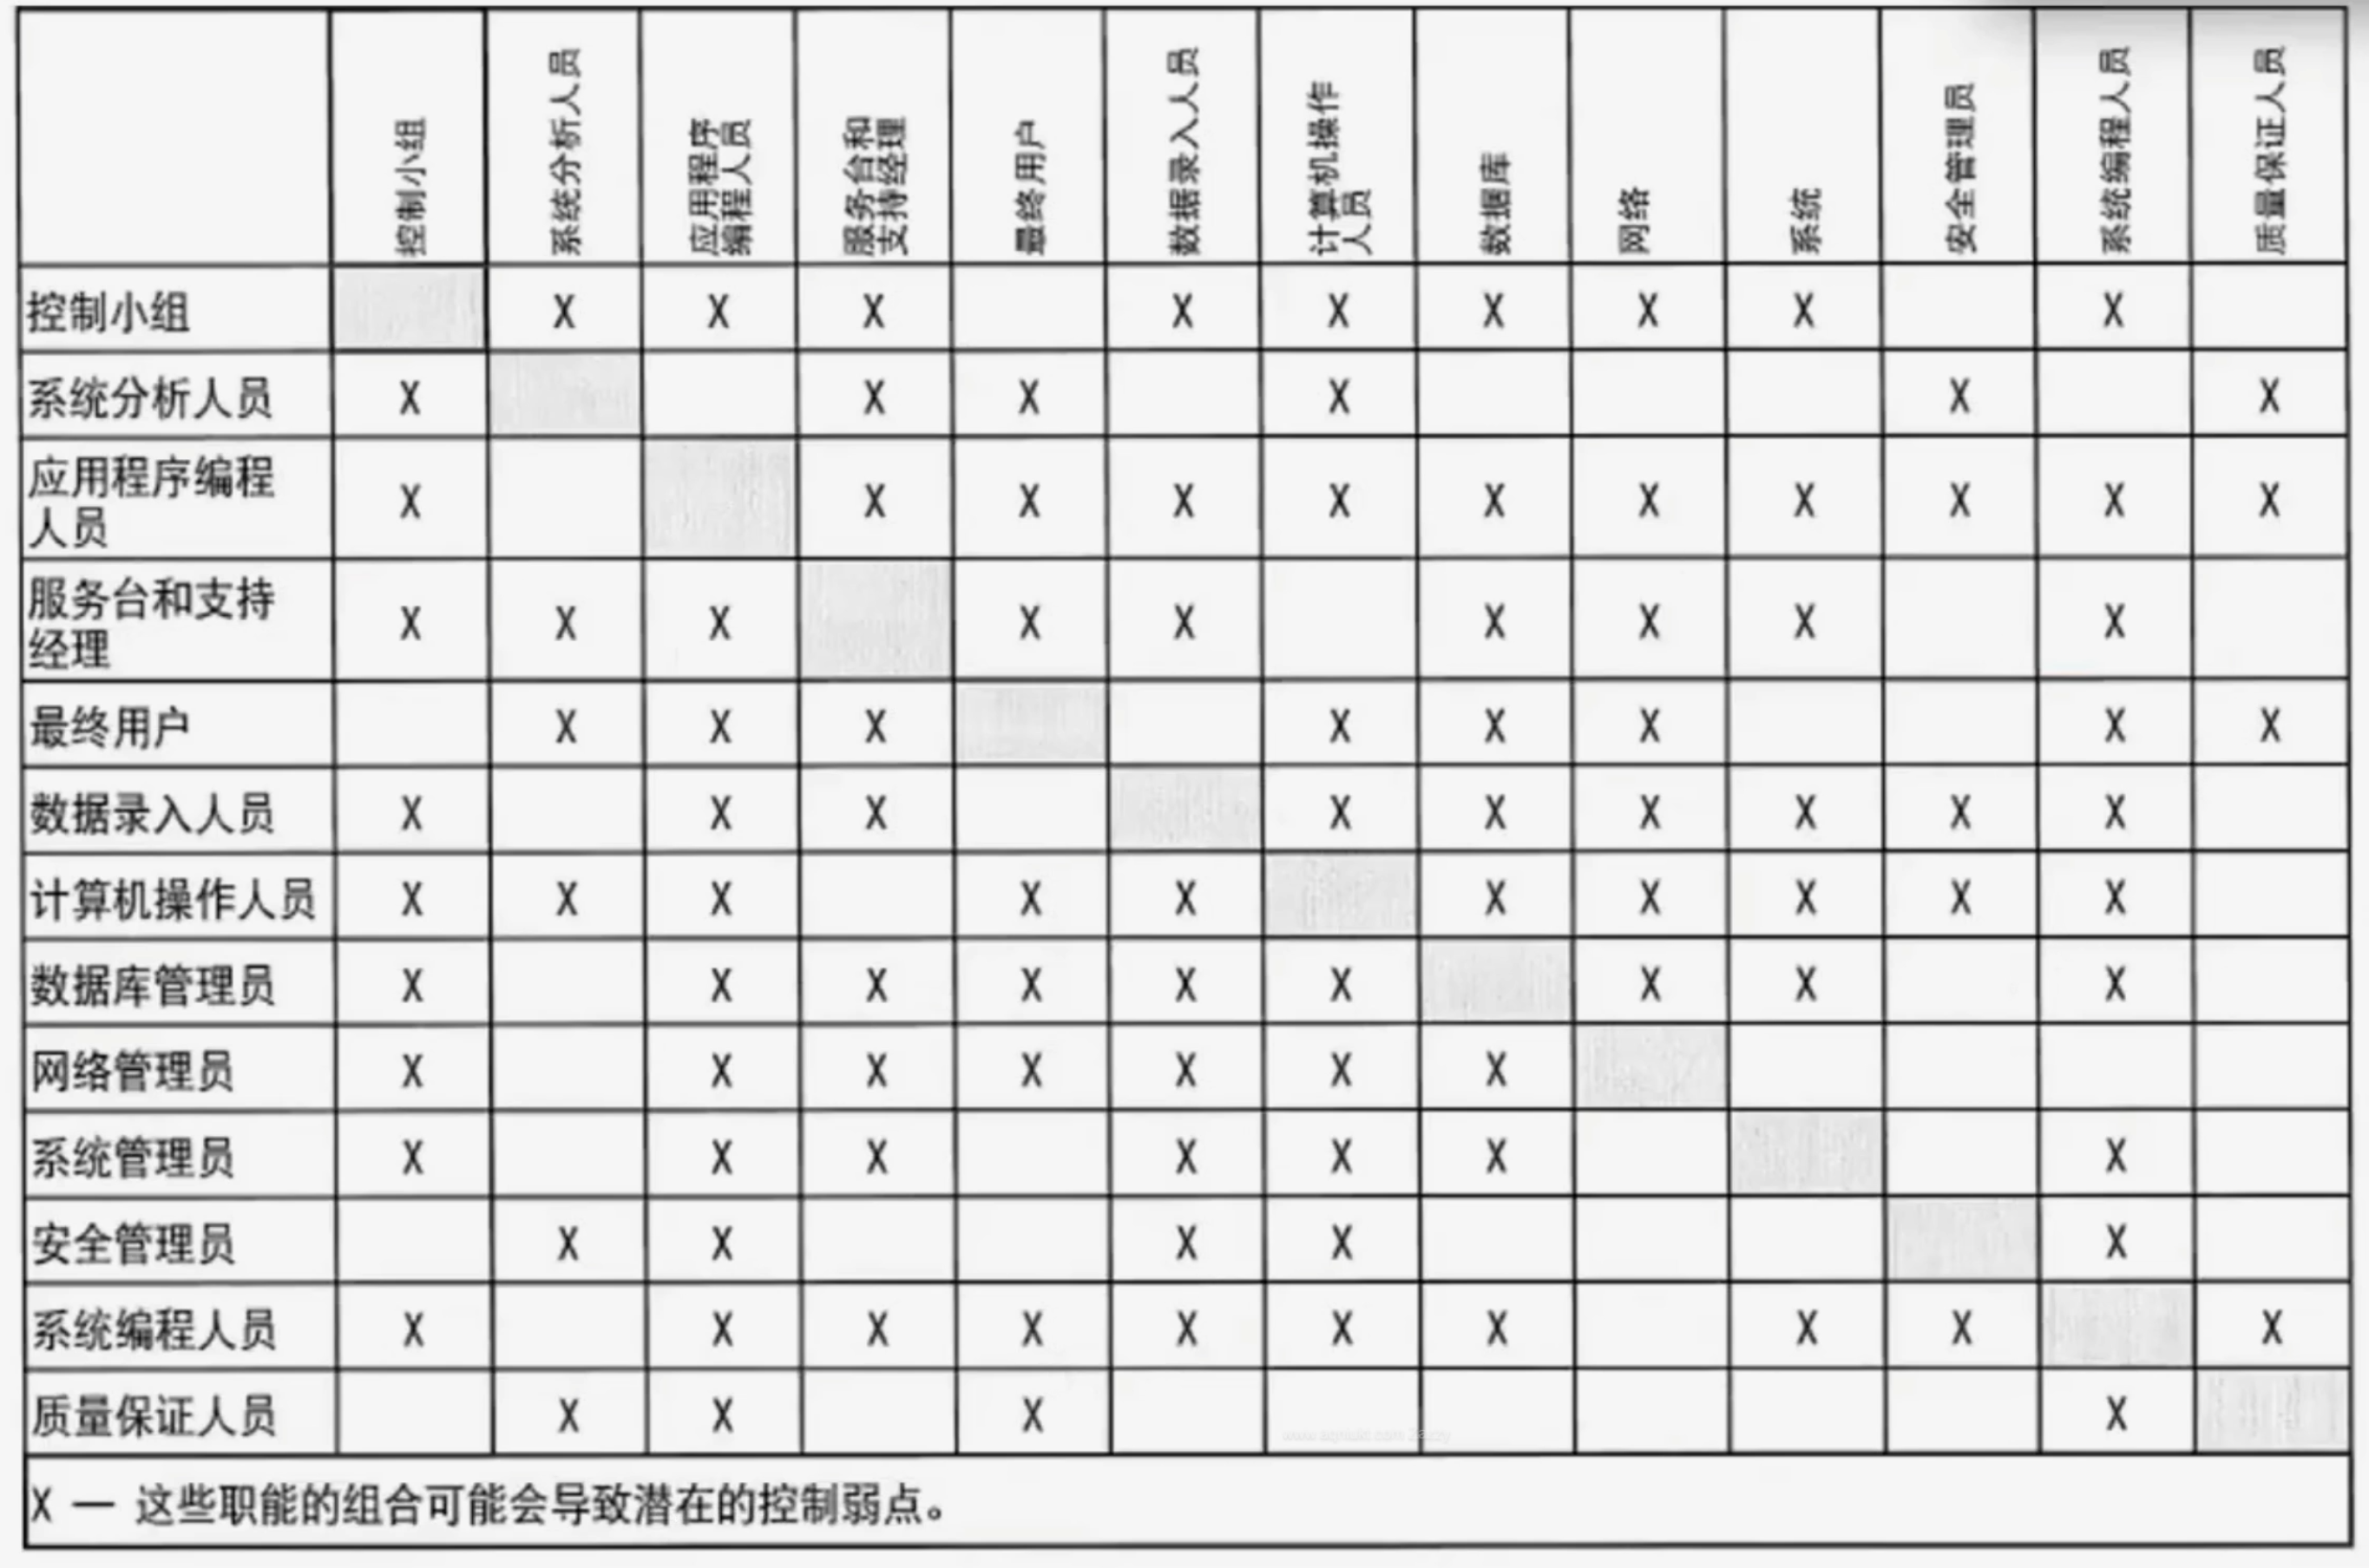 控制小组
系统分析人员
应用程序
编程人员
服务台和
支持经理
最终用户
数据录入人员
计算机操作
人员
数据库
网络
系统
安全管理员
系统编程人员
质量保证人员
控制小组 X X X X X X X X X
系统分析人员 X X X X X X
应用程序编程
人员
X X X X X X X X X X X
服务台和支持
经理
X X X X X X X X X
最终用户 X X X X X X X X
数据录入人员 X X X X X X X X X
计算机操作人员 X X X X X X X X X X
数据库管理员 X X X X X X X X X
网络管理员 X X X X X X X
系统管理员 X X X X X X X
安全管理员 X X X X X
系统编程人员 X X X X X X X X X X
质量保证人员 X X X X
X — 这些职能的组合可能会导致潜在的控制弱点。